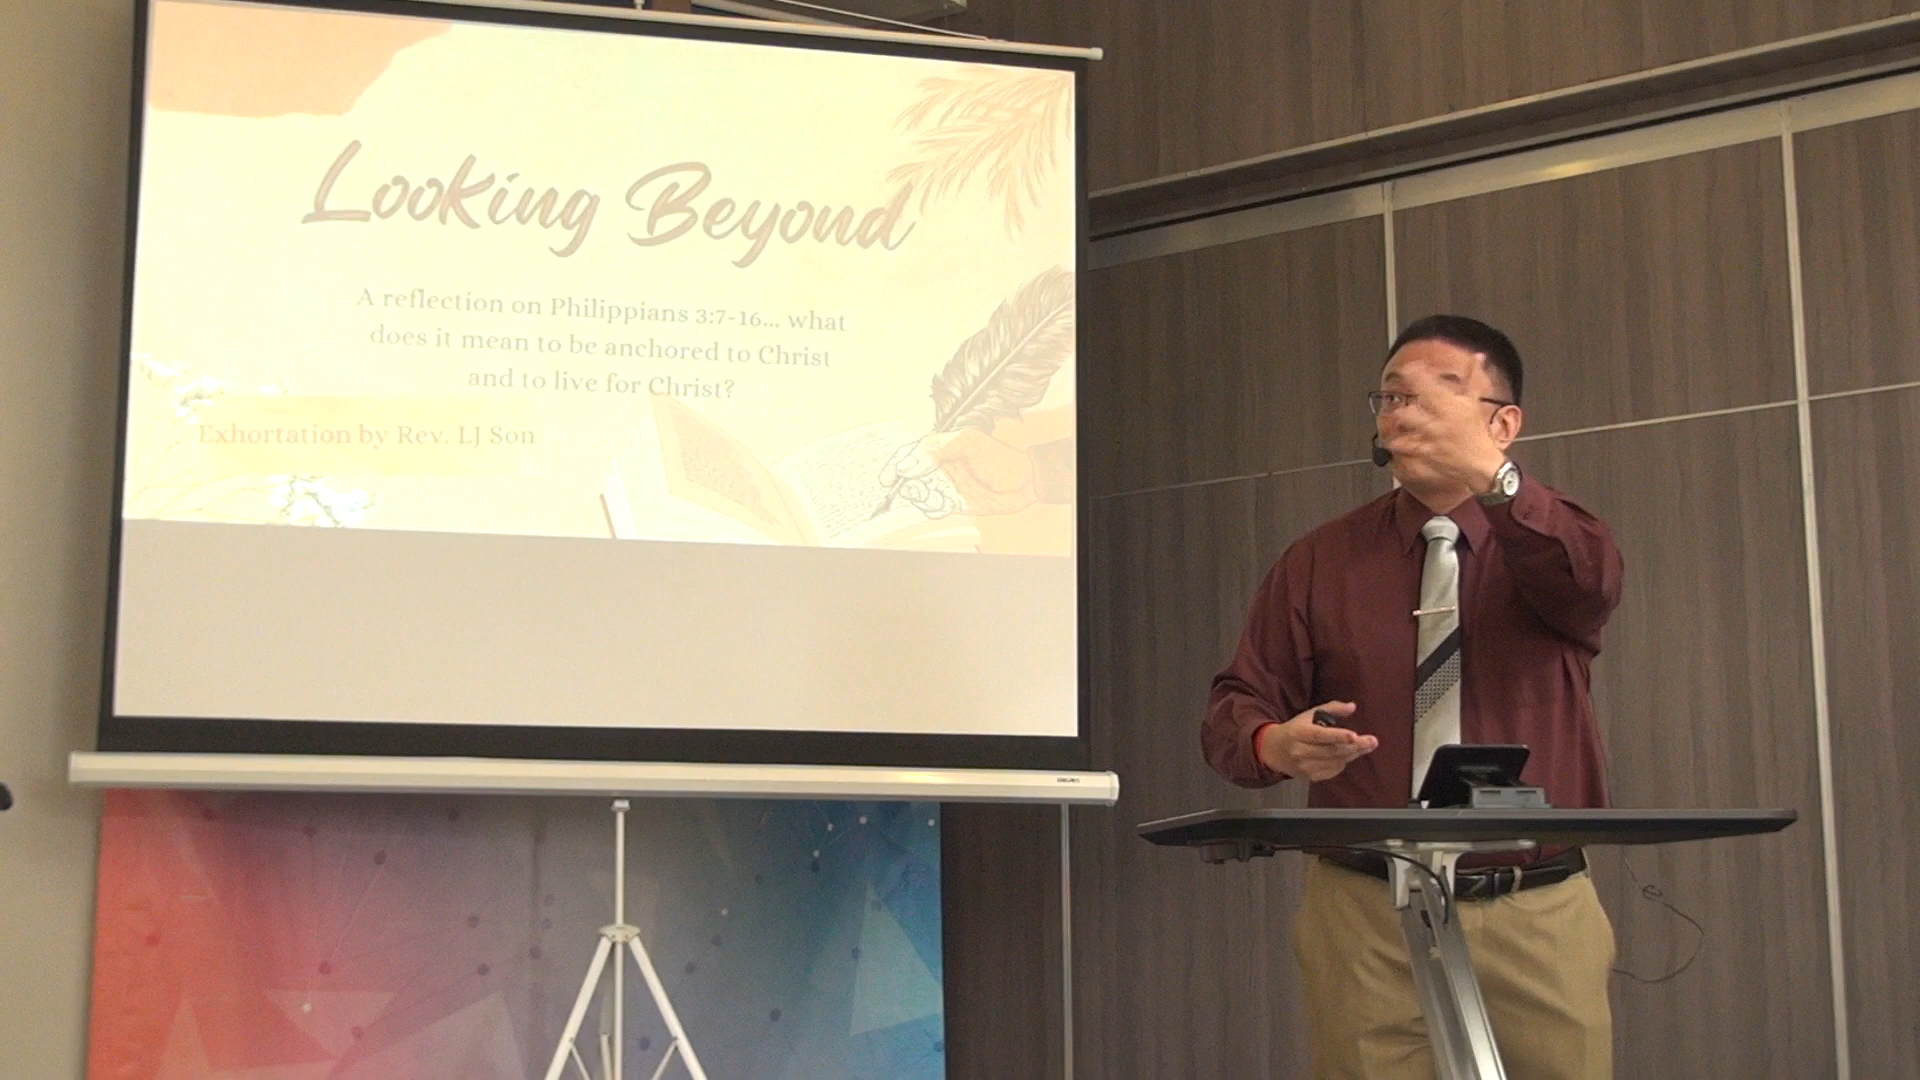 Looking Beyond
A reflection on Philippians 3:7-16... what
does it mean to be anchored to Christ
and to live for Christ?
Exhortation by Rev. LJ Son